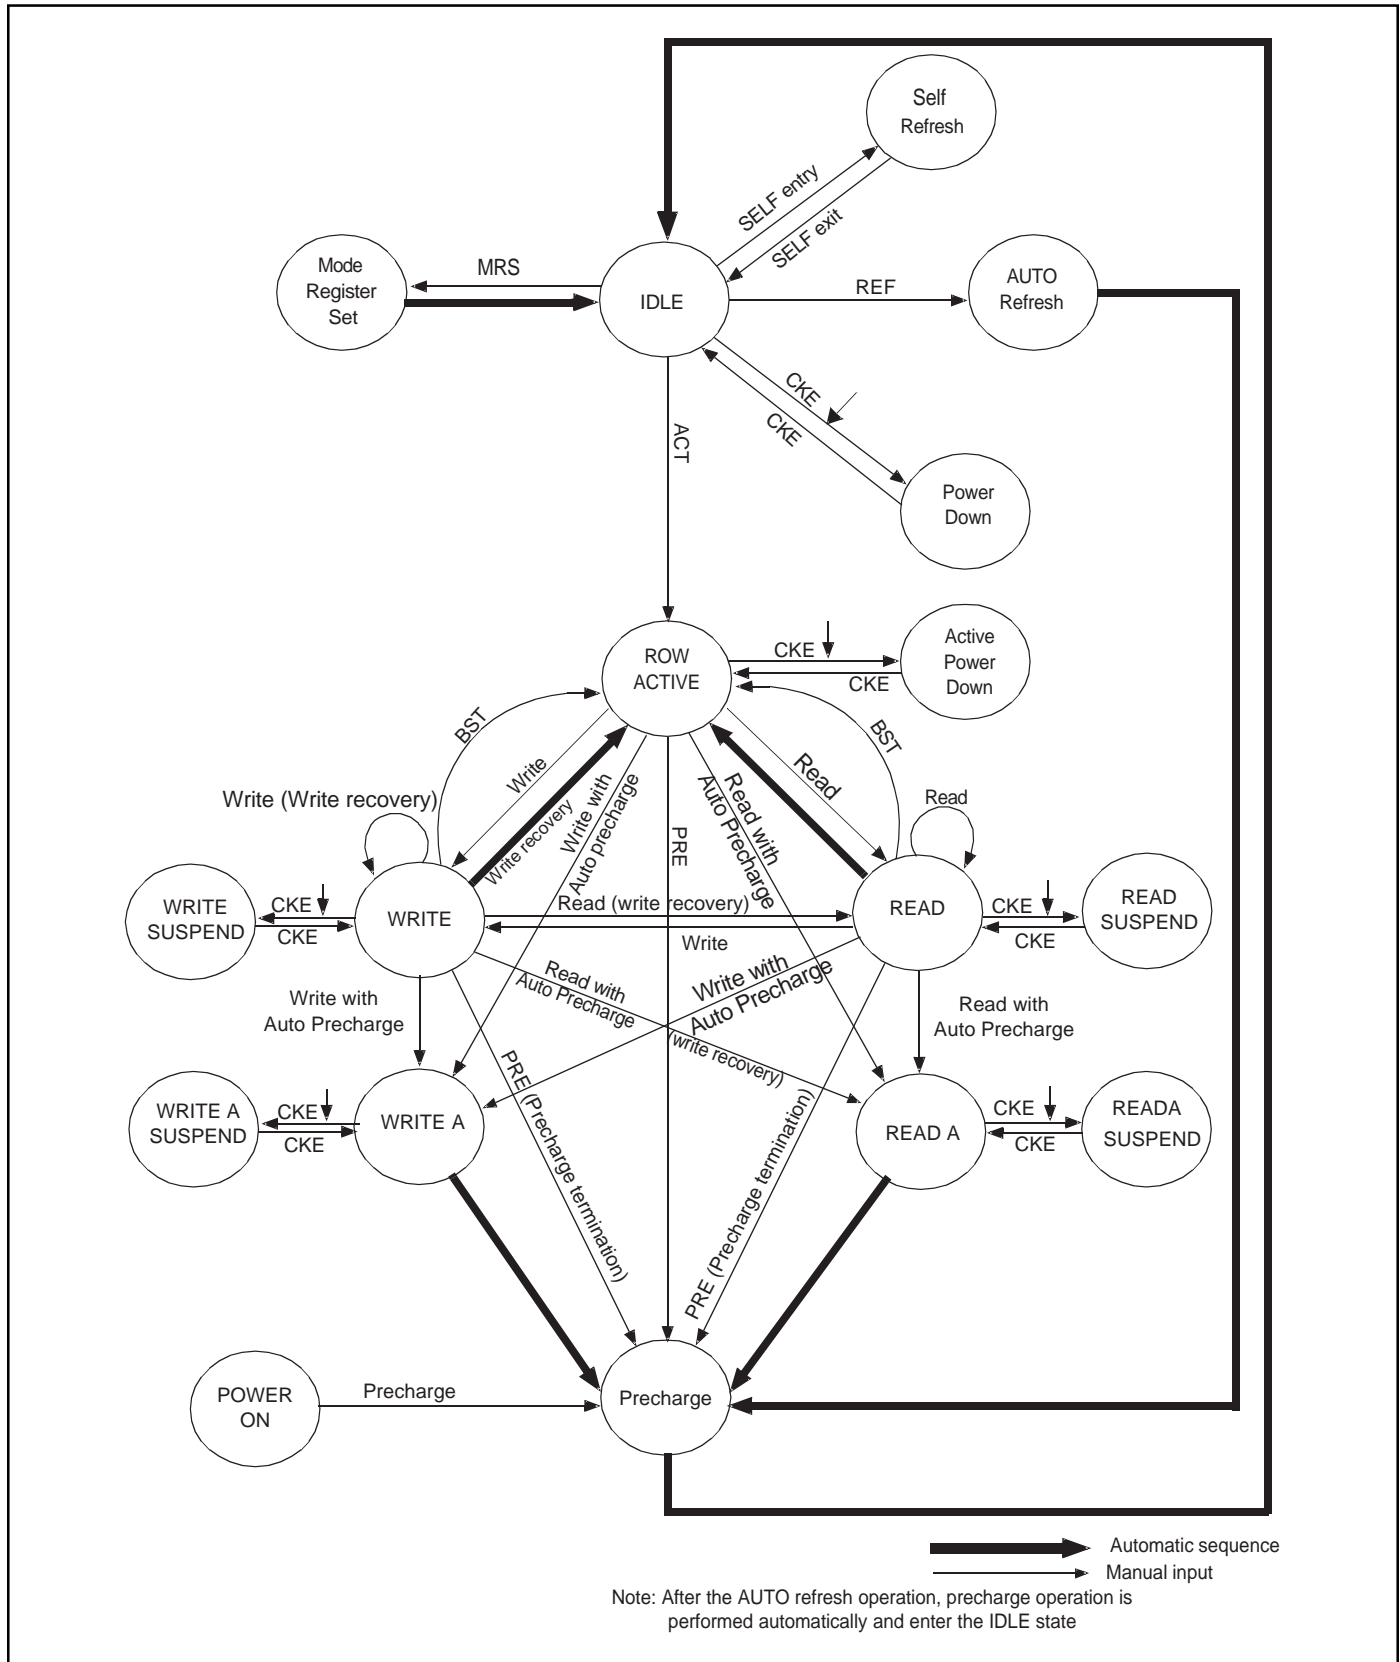 Self
Refresh
SELF entry
SELF exit
Mode
Register
Set
MRS
IDLE
REF
AUTO
Refresh
CKE
CKE
ACT
Power
Down
ROW
ACTIVE
CKE
CKE
Active
Power
Down
BST
BST
Write
Write recovery
Write with
Auto precharge
PRE
Read with
Auto Precharge
Read
Write (Write recovery)
Read
WRITE
SUSPEND
CKE
CKE
WRITE
Read (write recovery)
Write
READ
CKE
CKE
READ
SUSPEND
Write with
Auto Precharge
Read with
Auto Precharge
(write recovery)
Write with
Auto Precharge
Read with
Auto Precharge
WRITE A
SUSPEND
CKE
CKE
WRITE A
PRE (Precharge termination)
PRE (Precharge termination)
READ A
CKE
CKE
READA
SUSPEND
POWER
ON
Precharge
Precharge
Automatic sequence
Manual input
Note: After the AUTO refresh operation, precharge operation is
performed automatically and enter the IDLE state